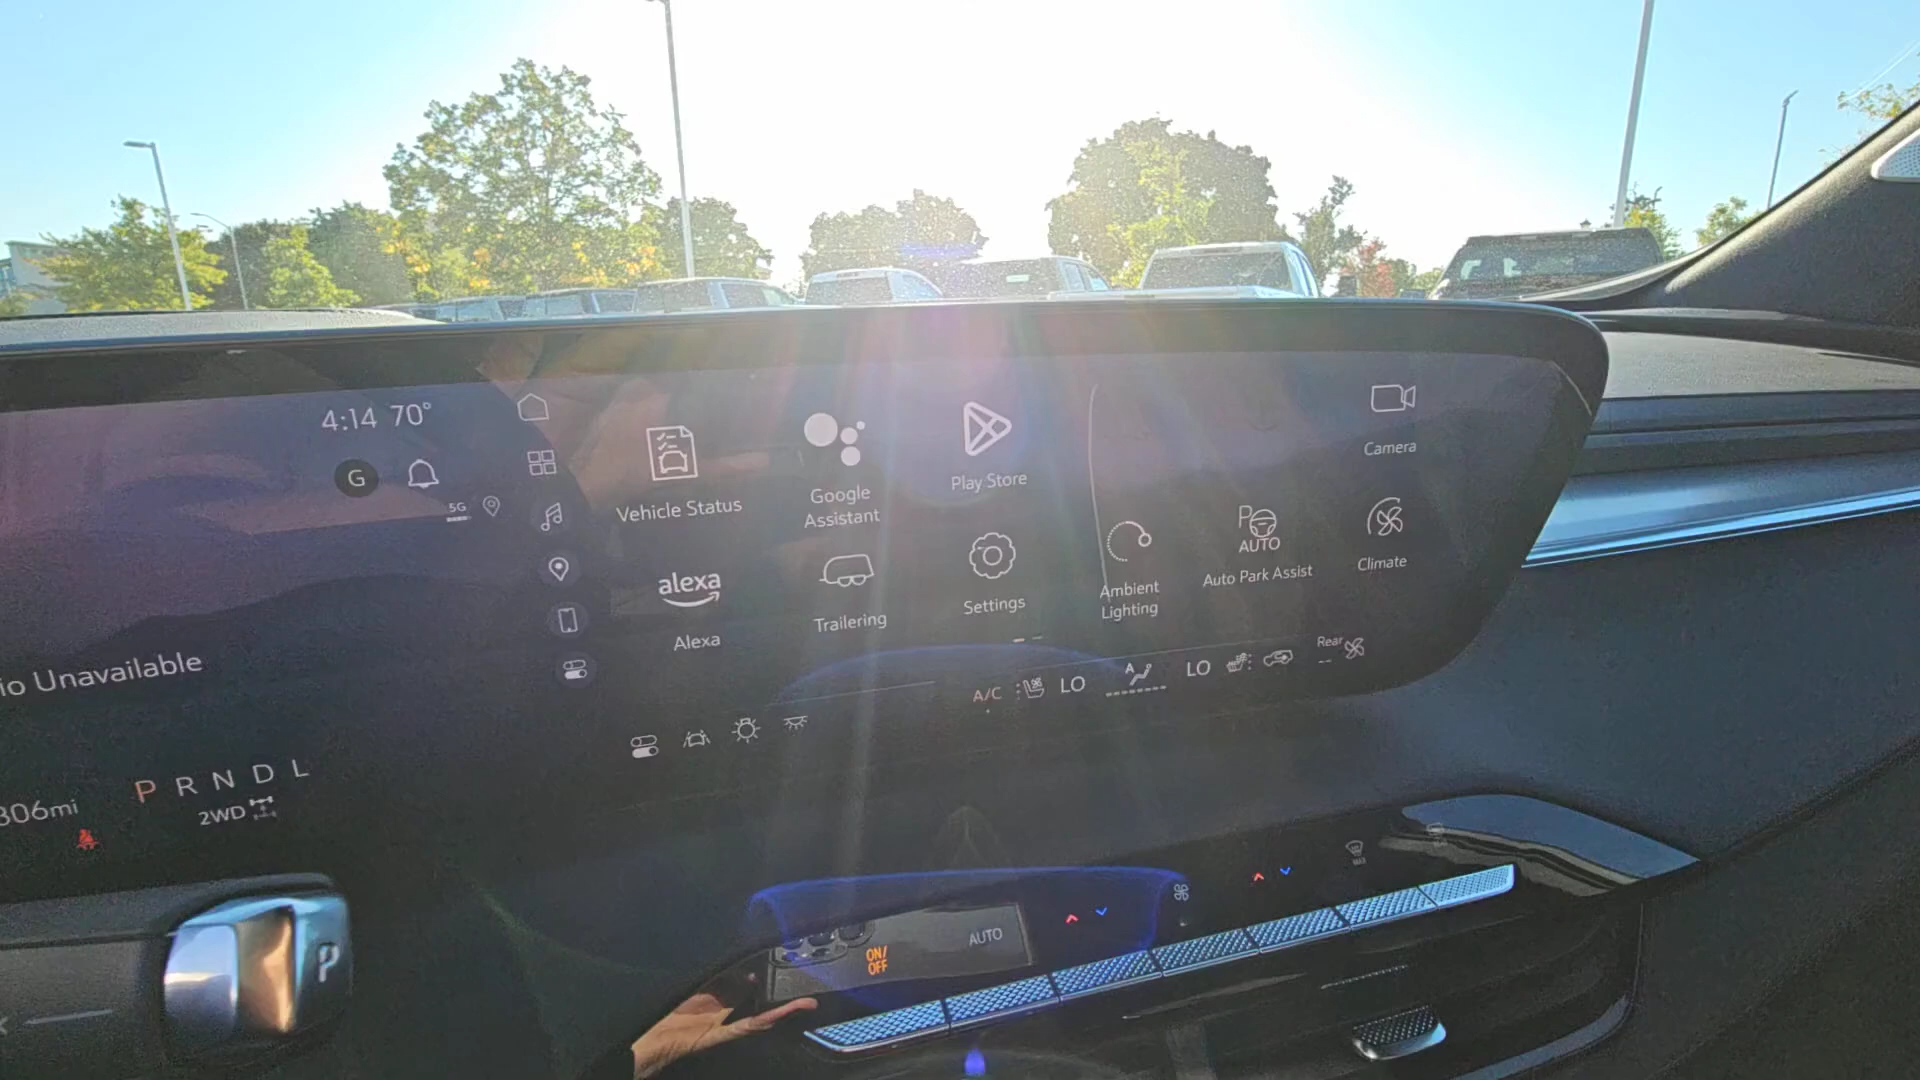 4:14 70°
G
5G
Vehicle Status
Google
Assistant
Play Store
Camera
alexa
Alexa
Trailering
Settings
Ambient
Lighting
P
AUTO
Auto Park Assist
Climate
io Unavailable
A/C
LO
A
LO
Rear
--
P R N D L
306mi
2WD
P
ON/
OFF
AUTO
MAX